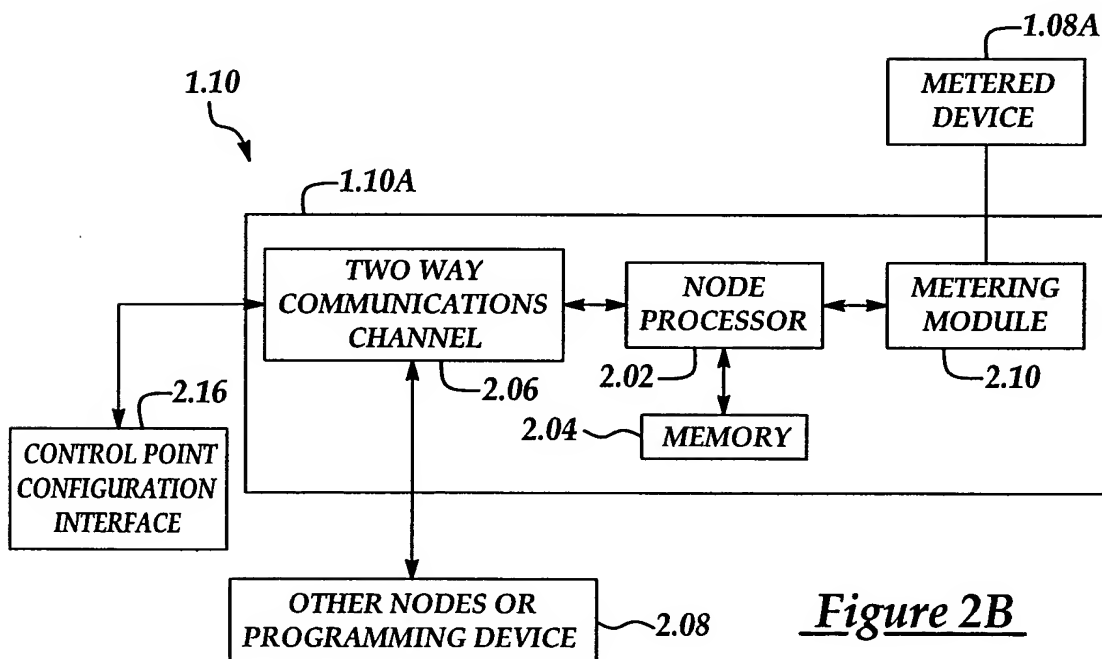 1.08A
METERED
DEVICE
1.10
1.10A
TWO WAY
COMMUNICATIONS
CHANNEL
2.06
NODE
PROCESSOR
2.02
METERING
MODULE
2.10
2.04
MEMORY
2.16
CONTROL POINT
CONFIGURATION
INTERFACE
OTHER NODES OR
PROGRAMMING DEVICE
2.08
Figure 2B